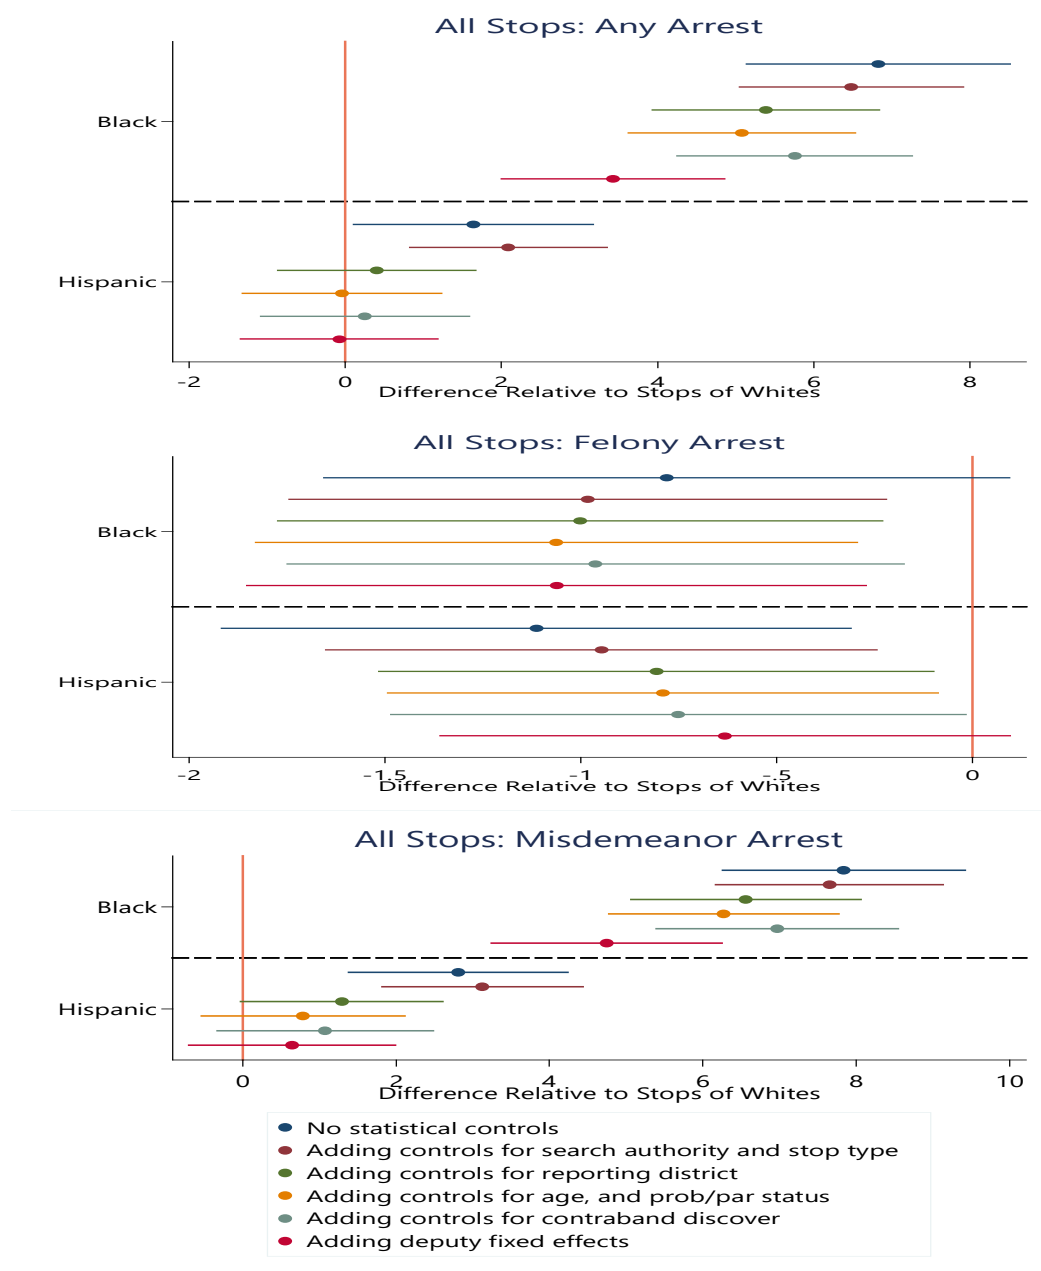 All Stops: Any Arrest
Black
Hispanic
-2 0 2 4 6 8
Difference Relative to Stops of Whites
All Stops: Felony Arrest
Black
Hispanic
-2 -1.5 -1 -.5 0
Difference Relative to Stops of Whites
All Stops: Misdemeanor Arrest
Black
Hispanic
0 2 4 6 8 10
Difference Relative to Stops of Whites
No statistical controls
Adding controls for search authority and stop type
Adding controls for reporting district
Adding controls for age, and prob/par status
Adding controls for contraband discover
Adding deputy fixed effects